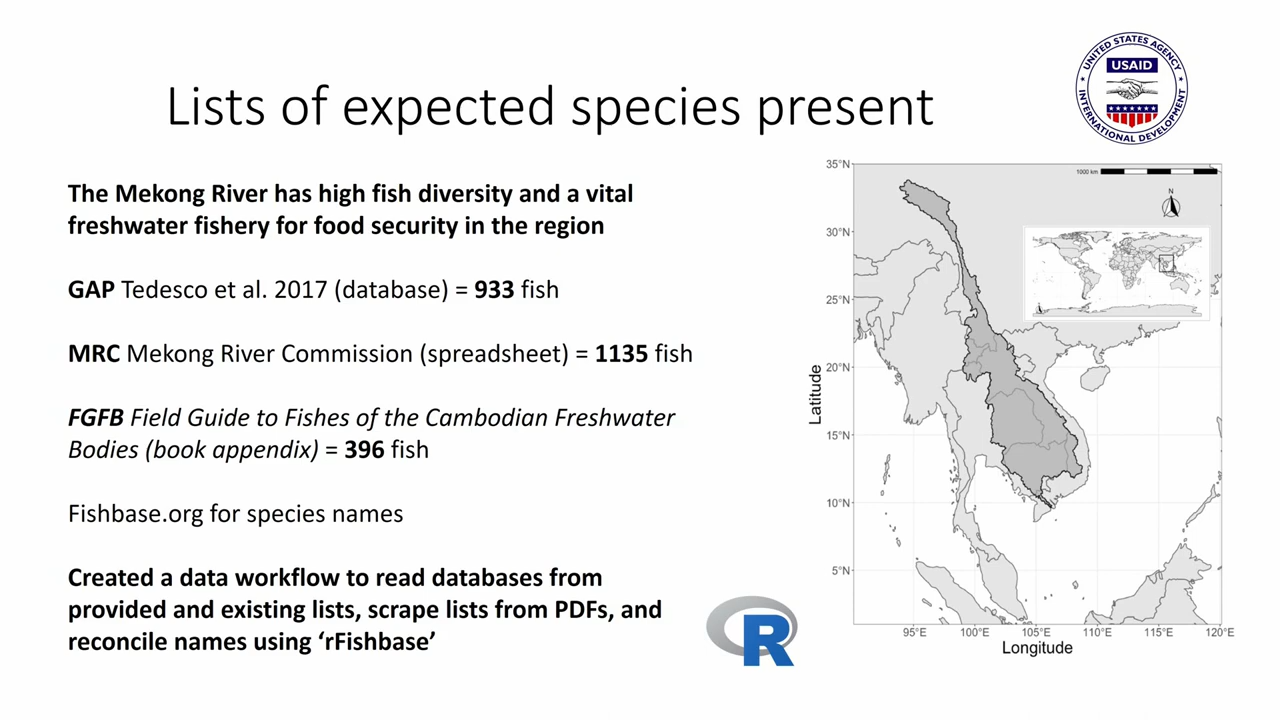 Lists of expected species present
UNITED STATES AGENCY
USAID
INTERNATIONAL DEVELOPMENT
The Mekong River has high fish diversity and a vital
freshwater fishery for food security in the region
GAP Tedesco et al. 2017 (database) = 933 fish
MRC Mekong River Commission (spreadsheet) = 1135 fish
FGFB Field Guide to Fishes of the Cambodian Freshwater
Bodies (book appendix) = 396 fish
Fishbase.org for species names
Created a data workflow to read databases from
provided and existing lists, scrape lists from PDFs, and
reconcile names using ‘rFishbase’
R
35°N
1000 km
N
30°N
25°N
20°N
15°N
10°N
5°N
Latitude
95°E 100°E 105°E 110°E 115°E 120°E
Longitude